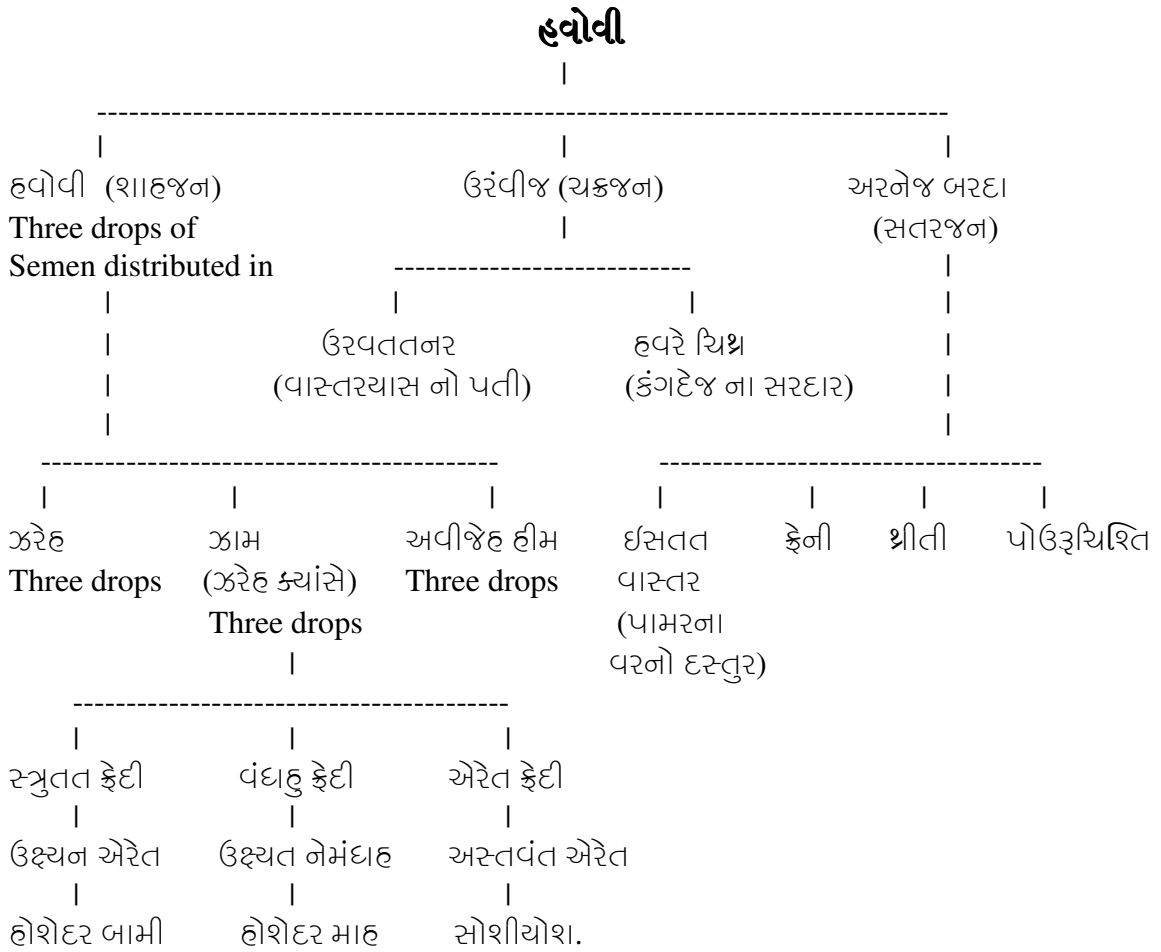 હવોવી
હવોવી (શાહજન) ઉરંવીજ (ચક્રજન) અરનેજ બરદા
Three drops of (સતરજન)
Semen distributed in
ઉરવતતનર હવરે ચિથ્ર
(વાસ્તરયાસ નો પતી) (કંગદેજ ના સરદાર)
ઝરેહ ઝામ અવીજેહ હીમ ઇસતત ફ્રેની થ્રીતી પોઉરૂચિશ્તિ
Three drops (ઝરેહ ક્યાંસે) Three drops વાસ્તર
Three drops (પામરના
વરનો દસ્તુર)
સ્ત્રુતત ફ્રેદી વંઘહુ ફ્રેદી એરેત ફ્રેદી
ઉક્ષ્યન એરેત ઉક્ષ્યત નેમંઘહ અસ્તવંત એરેત
હોશેદર બામી હોશેદર માહ સોશીયોશ.